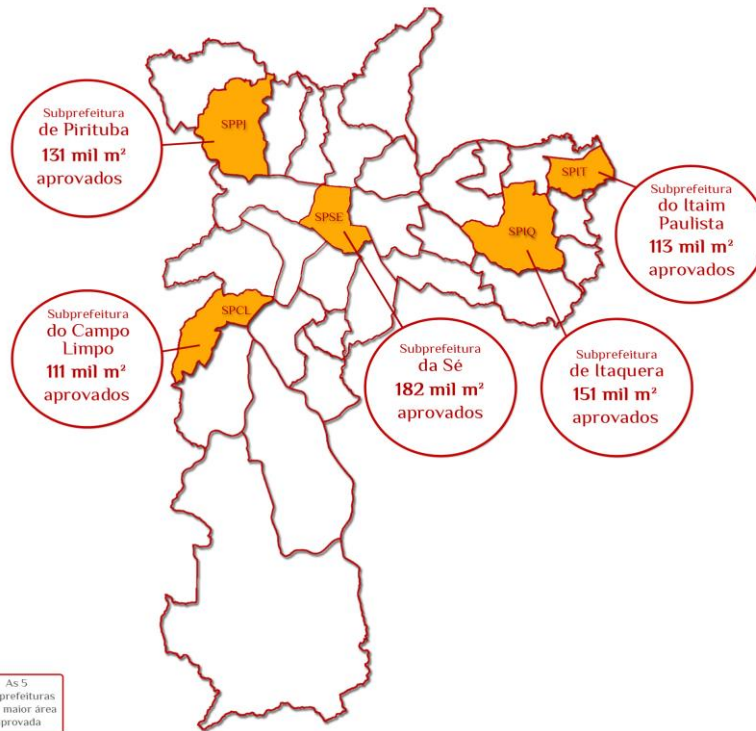 Subprefeitura
de Pirituba
131 mil m²
aprovados
SPPI
SPIT
Subprefeitura
do Itaim
Paulista
113 mil m²
aprovados
SPSE
SPIQ
SPCL
Subprefeitura
do Campo
Limpo
111 mil m²
aprovados
Subprefeitura
da Sé
182 mil m²
aprovados
Subprefeitura
de Itaquera
151 mil m²
aprovados
As 5
prefeituras
maior área
provada